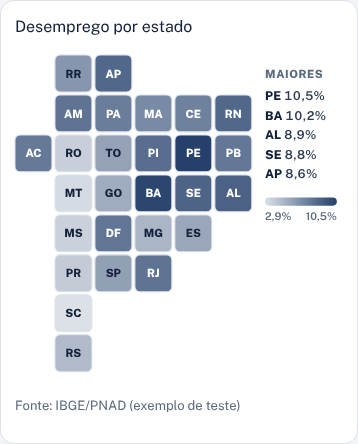 Desemprego por estado
RR AP
AM PA MA CE RN
AC RO TO PI PE PB
MT GO BA SE AL
MS DF MG ES
PR SP RJ
SC
RS
MAIORES
PE 10,5%
BA 10,2%
AL 8,9%
SE 8,8%
AP 8,6%
2,9% 10,5%
Fonte: IBGE/PNAD (exemplo de teste)